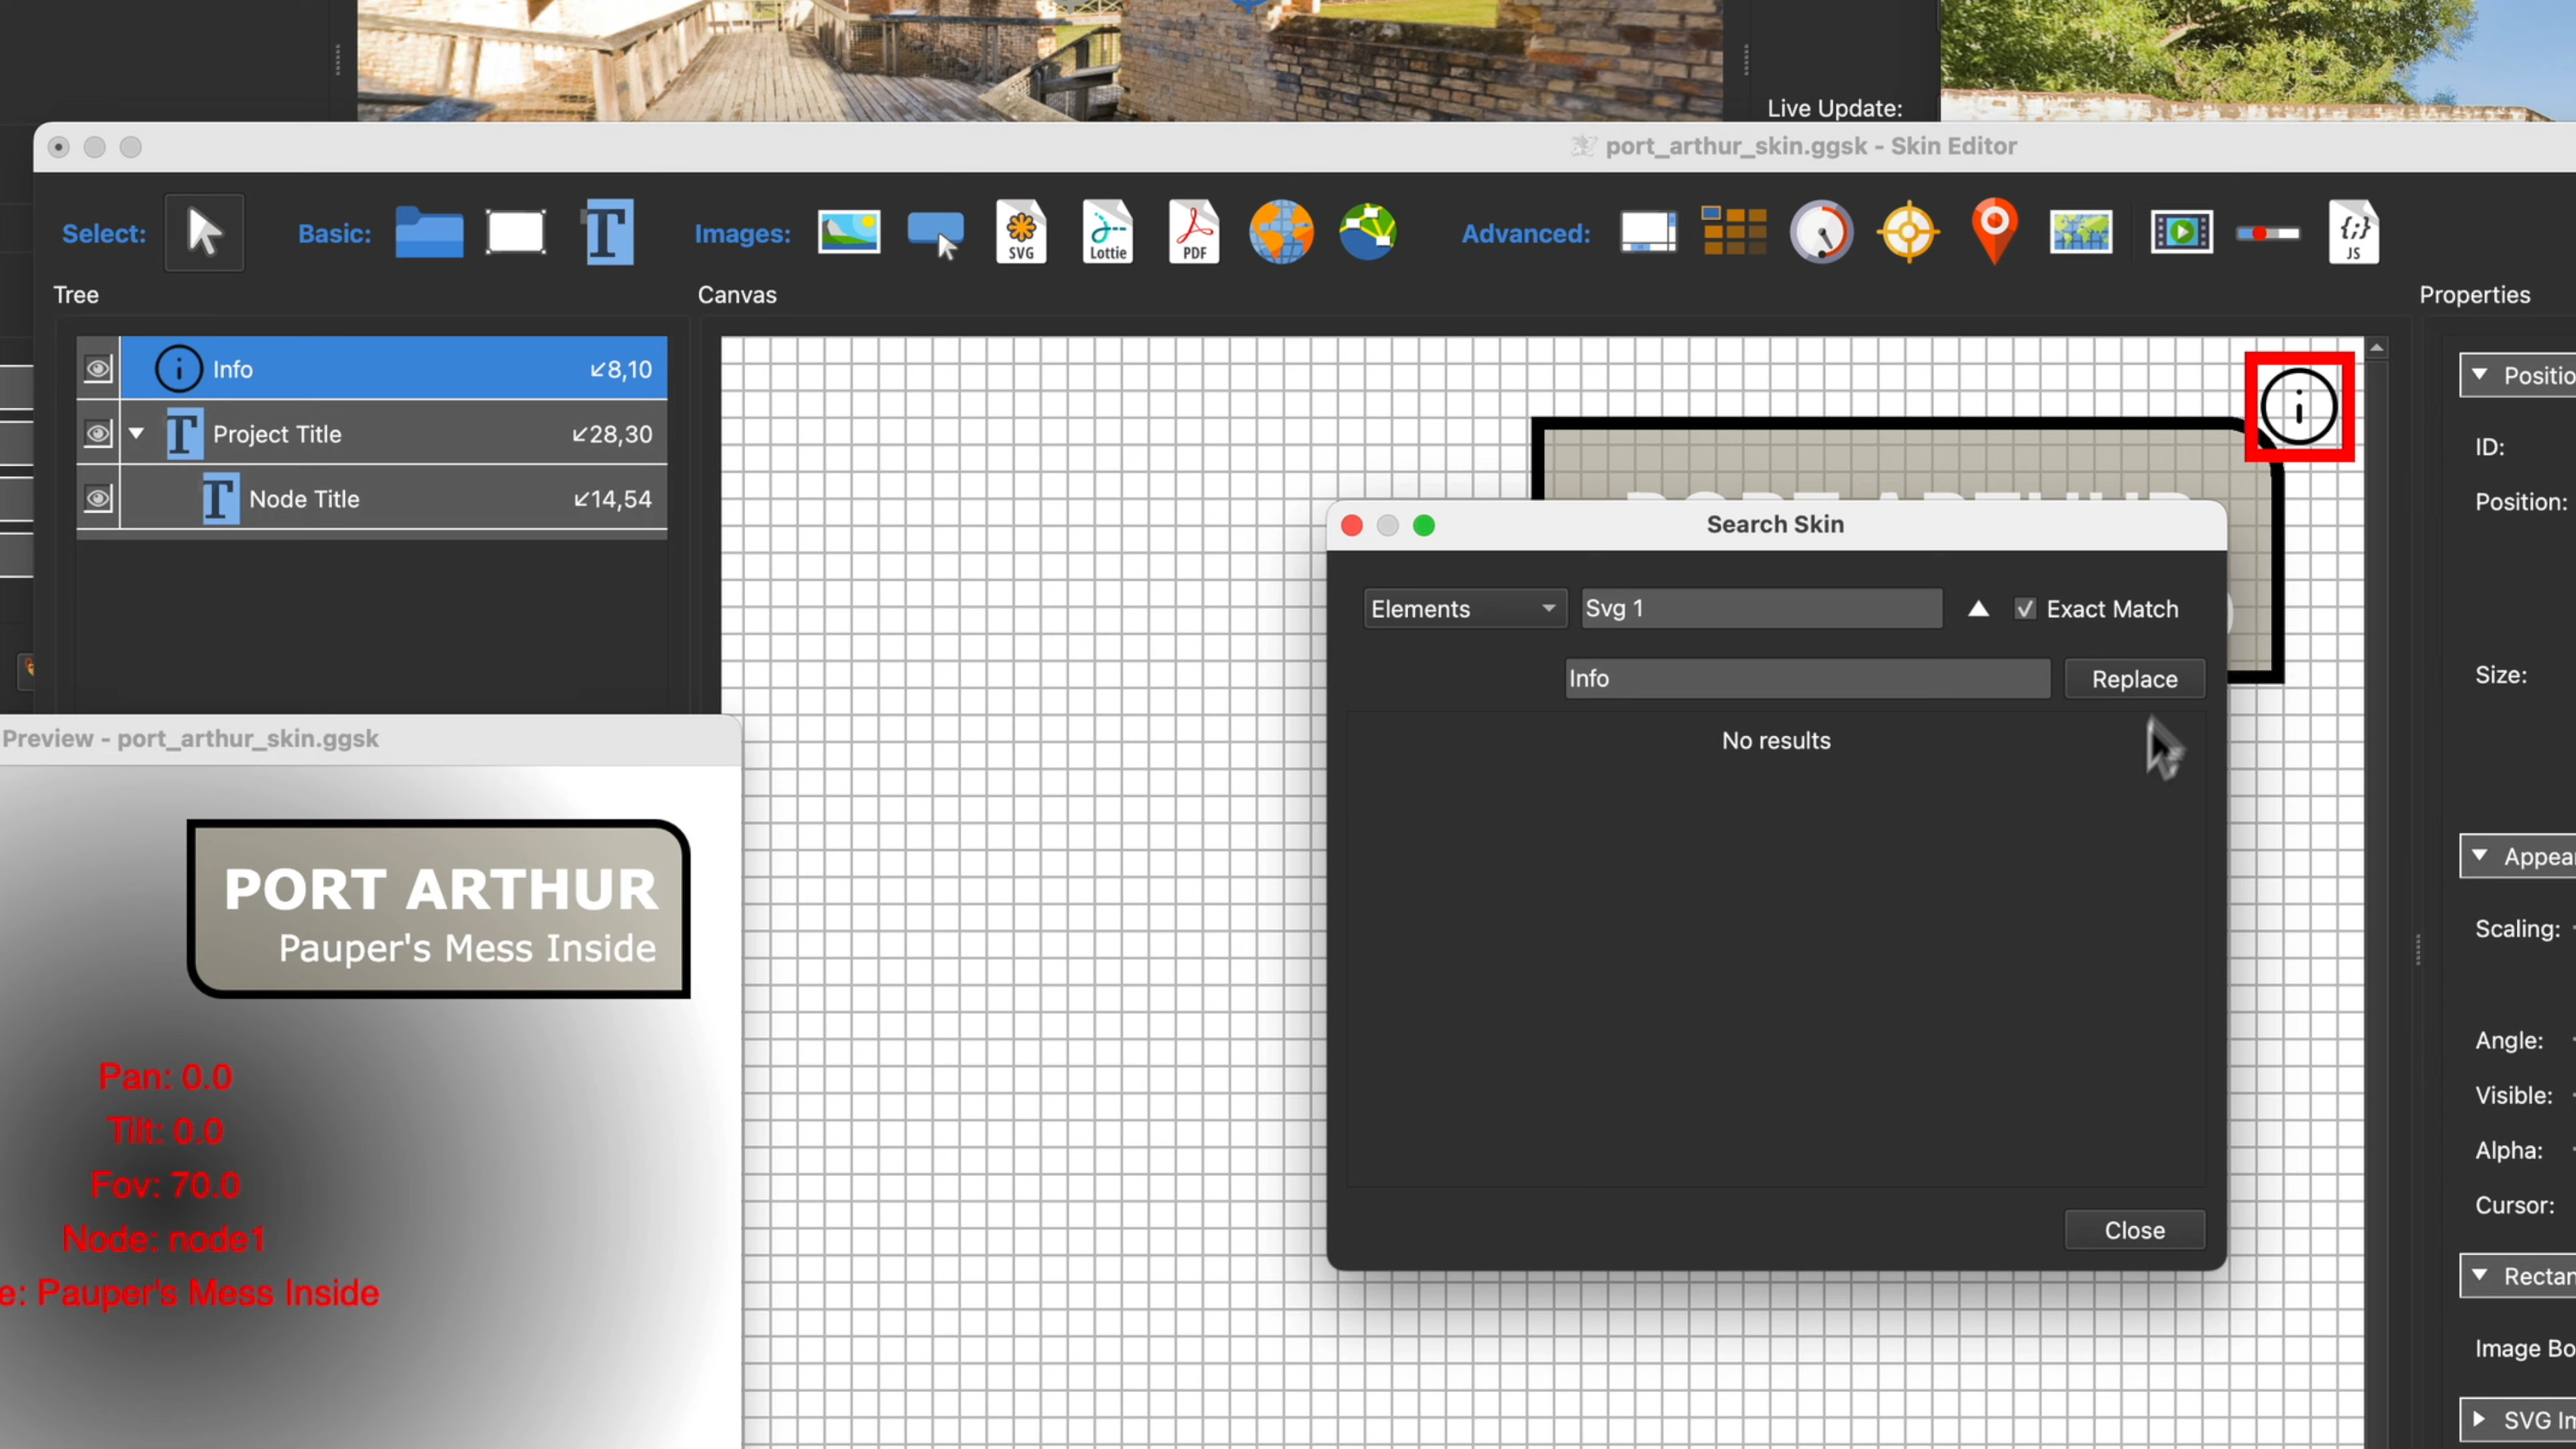 Live Update:
port_arthur_skin.ggsk - Skin Editor
Select:
Basic:
T
Images:
SVG
Lottie
PDF
Advanced:
{;}
JS
Tree
Canvas
Properties
i Info ↙8,10
T Project Title ↙28,30
T Node Title ↙14,54
i
PORT ARTHUR
Search Skin
Elements
Svg 1
Exact Match
Info
Replace
No results
Close
Preview - port_arthur_skin.ggsk
PORT ARTHUR
Pauper's Mess Inside
Pan: 0.0
Tilt: 0.0
Fov: 70.0
Node: node1
e: Pauper's Mess Inside
Positio
ID:
Position:
Size:
Appea
Scaling:
Angle:
Visible:
Alpha:
Cursor:
Rectan
Image Bo
SVG Im